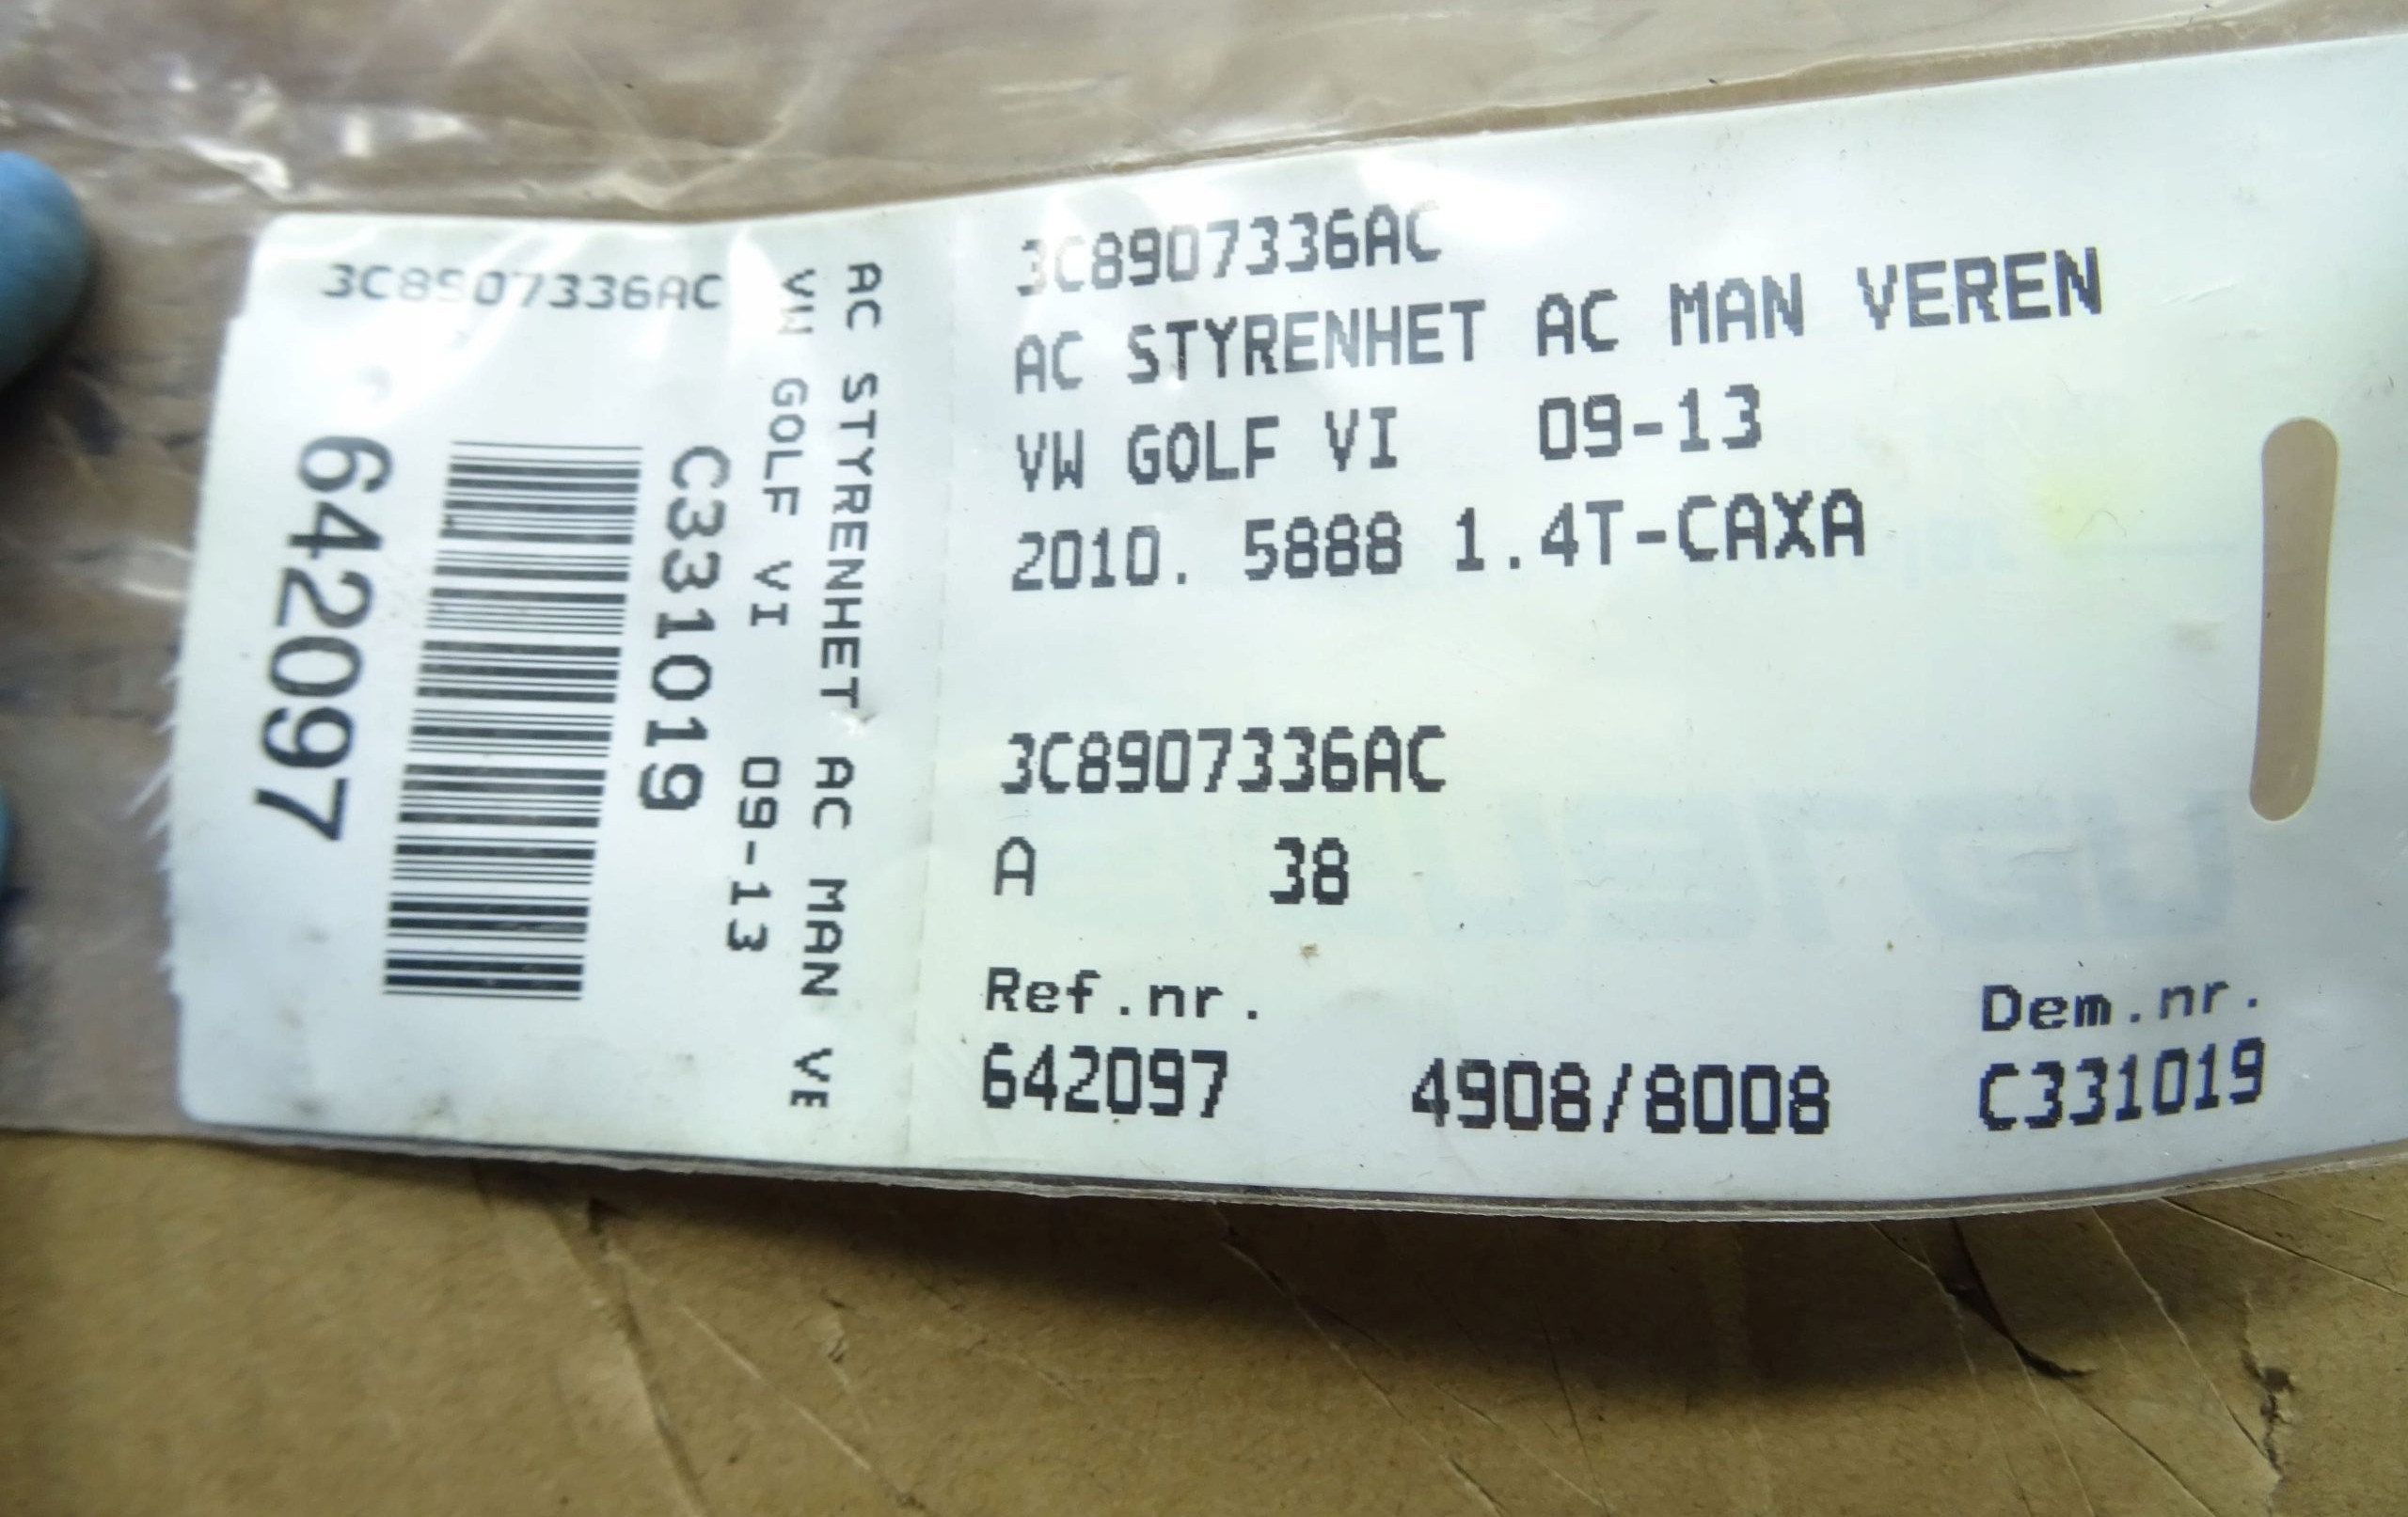 3C8907336AC
AC STYRENHET AC MAN VE
VW GOLF VI 09-13
C331019
642097
3C8907336AC
AC STYRENHET AC MAN VEREN
VW GOLF VI 09-13
2010. 5888 1.4T-CAXA
3C8907336AC
A 38
Ref.nr. Dem.nr.
642097 4908/8008 C331019